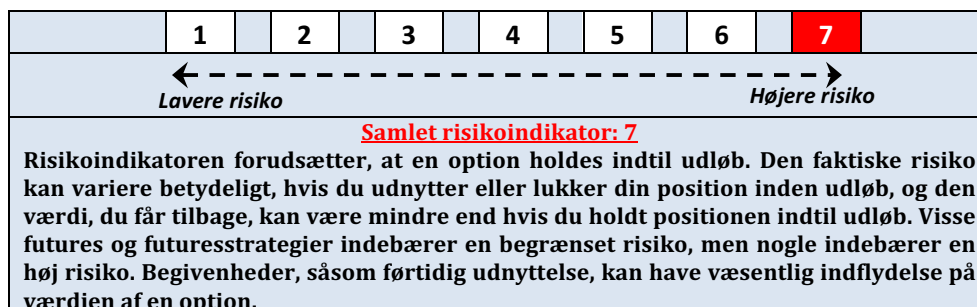 1 2 3 4 5 6 7
Lavere risiko Højere risiko
Samlet risikoindikator: 7
Risikoindikatoren forudsætter, at en option holdes indtil udløb. Den faktiske risiko
kan variere betydeligt, hvis du udnytter eller lukker din position inden udløb, og den
værdi, du får tilbage, kan være mindre end hvis du holdt positionen indtil udløb. Visse
futures og futuresstrategier indebærer en begrænset risiko, men nogle indebærer en
høj risiko. Begivenheder, såsom førtidig udnyttelse, kan have væsentlig indflydelse på
værdien af en option.